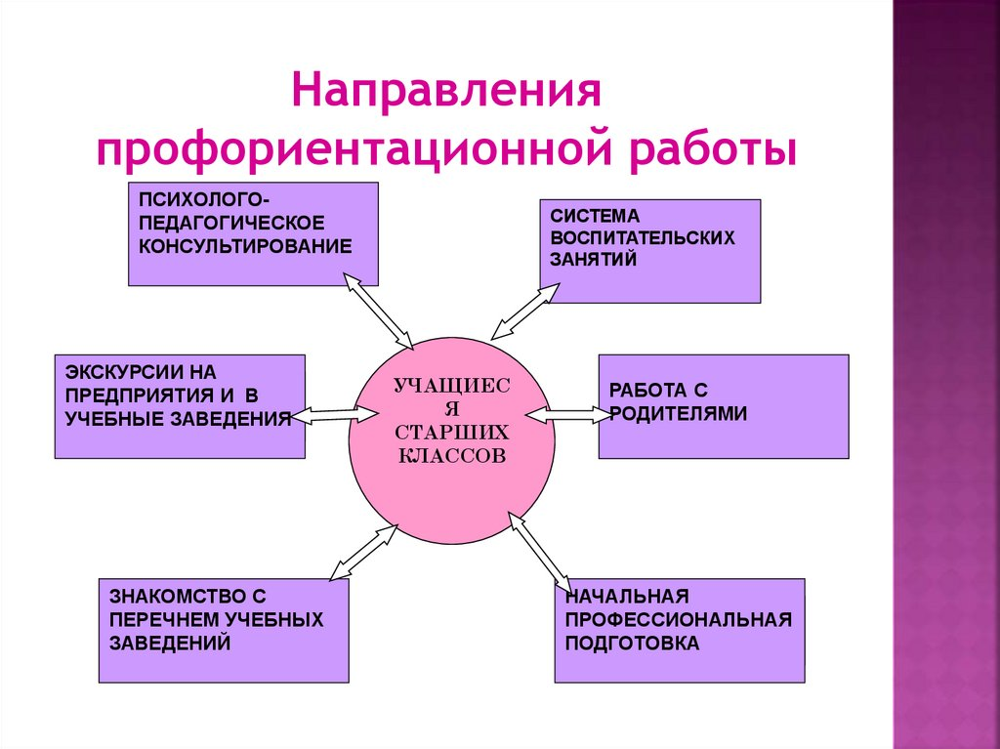 Направления
профориентационной работы
ПСИХОЛОГО-
ПЕДАГОГИЧЕСКОЕ
КОНСУЛЬТИРОВАНИЕ
СИСТЕМА
ВОСПИТАТЕЛЬСКИХ
ЗАНЯТИЙ
ЭКСКУРСИИ НА
ПРЕДПРИЯТИЯ И В
УЧЕБНЫЕ ЗАВЕДЕНИЯ
УЧАЩИЕС
Я
СТАРШИХ
КЛАССОВ
РАБОТА С
РОДИТЕЛЯМИ
ЗНАКОМСТВО С
ПЕРЕЧНЕМ УЧЕБНЫХ
ЗАВЕДЕНИЙ
НАЧАЛЬНАЯ
ПРОФЕССИОНАЛЬНАЯ
ПОДГОТОВКА